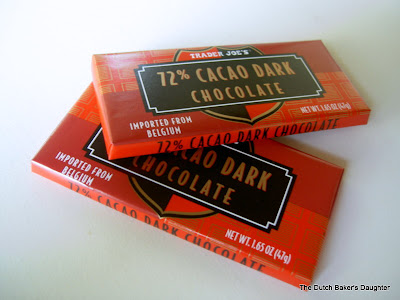 TRADER JOE'S
72% CACAO DARK
CHOCOLATE
IMPORTED FROM
BELGIUM
NET WT. 1.65 OZ (47g)
72% CACAO DARK CHOCOLATE
CACAO DARK
CHOCOLATE
IMPORTED FROM
BELGIUM
NET WT. 1.65 OZ (47g)
72% CACAO DARK CHOCOLATE
The Dutch Baker's Daughter